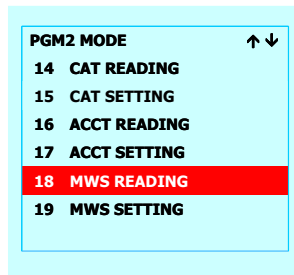 PGM2 MODE ↑↓
14 CAT READING
15 CAT SETTING
16 ACCT READING
17 ACCT SETTING
18 MWS READING
19 MWS SETTING